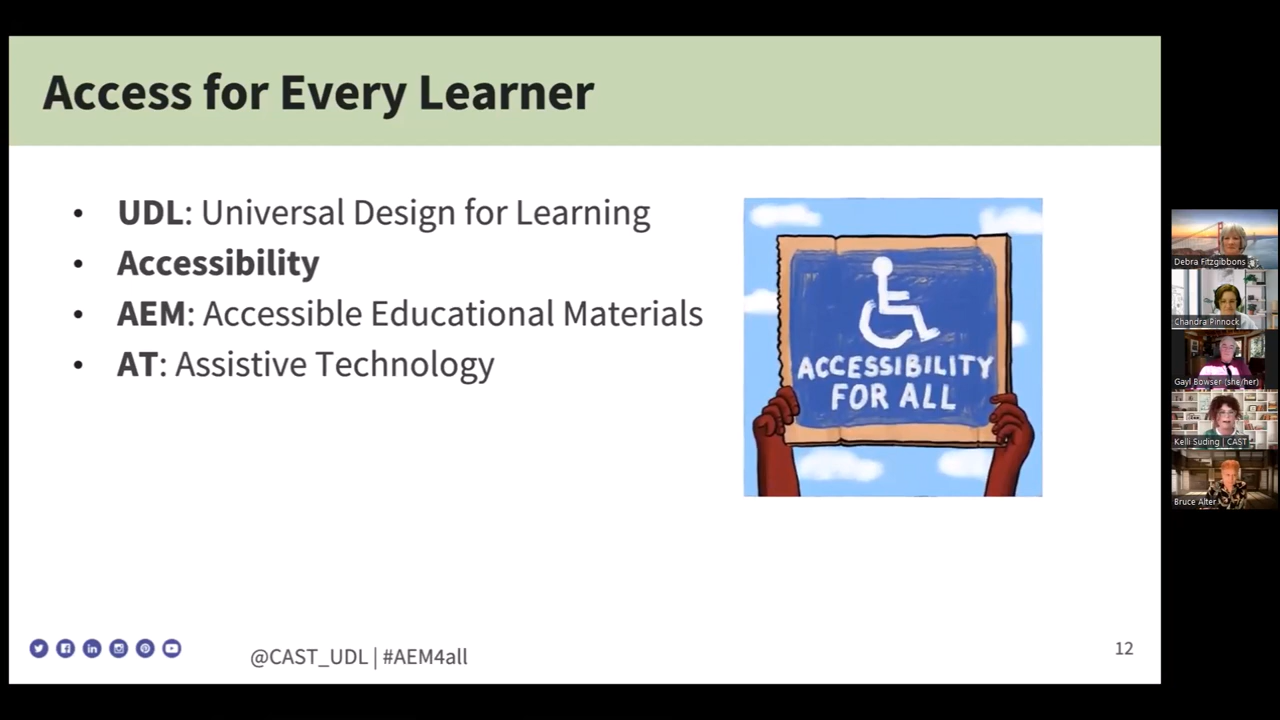 Access for Every Learner
• UDL: Universal Design for Learning
• Accessibility
• AEM: Accessible Educational Materials
• AT: Assistive Technology
ACCESSIBILITY
FOR ALL
@CAST_UDL | #AEM4all
12
Debra Fitzgibbons
Chandra Pinnock
Gayl Bowser (she/her)
Kelli Suding | CAST
Bruce Alter